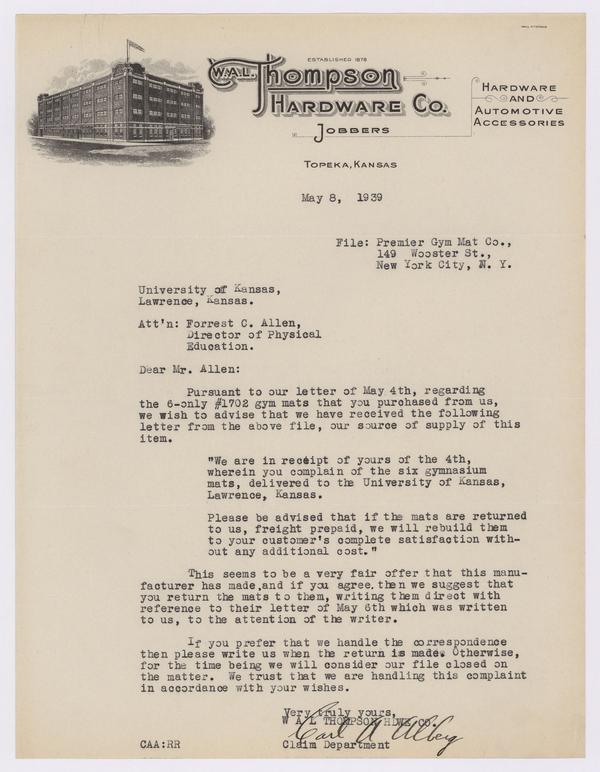 ESTABLISHED 1878
W.A.L. Thompson
HARDWARE CO.
JOBBERS
HARDWARE
AND
AUTOMOTIVE
ACCESSORIES
TOPEKA, KANSAS
May 8, 1939
File: Premier Gym Mat Co.,
149 Wooster St.,
New York City, N. Y.
University of Kansas,
Lawrence, Kansas.
Att'n: Forrest C. Allen,
Director of Physical
Education.
Dear Mr. Allen:
Pursuant to our letter of May 4th, regarding
the 6-only #1702 gym mats that you purchased from us,
we wish to advise that we have received the following
letter from the above file, our source of supply of this
item.
"We are in receipt of yours of the 4th,
wherein you complain of the six gymnasium
mats, delivered to the University of Kansas,
Lawrence, Kansas.
Please be advised that if the mats are returned
to us, freight prepaid, we will rebuild them
to your customer's complete satisfaction with-
out any additional cost."
This seems to be a very fair offer that this manu-
facturer has made,and if you agree,then we suggest that
you return the mats to them, writing them direct with
reference to their letter of May 6th which was written
to us, to the attention of the writer.
If you prefer that we handle the correspondence
then please write us when the return is made. Otherwise,
for the time being we will consider our file closed on
the matter. We trust that we are handling this complaint
in accordance with your wishes.
Very truly yours,
W A L THOMPSON HDWE CO.
Carl A Alberg
Claim Department
CAA:RR